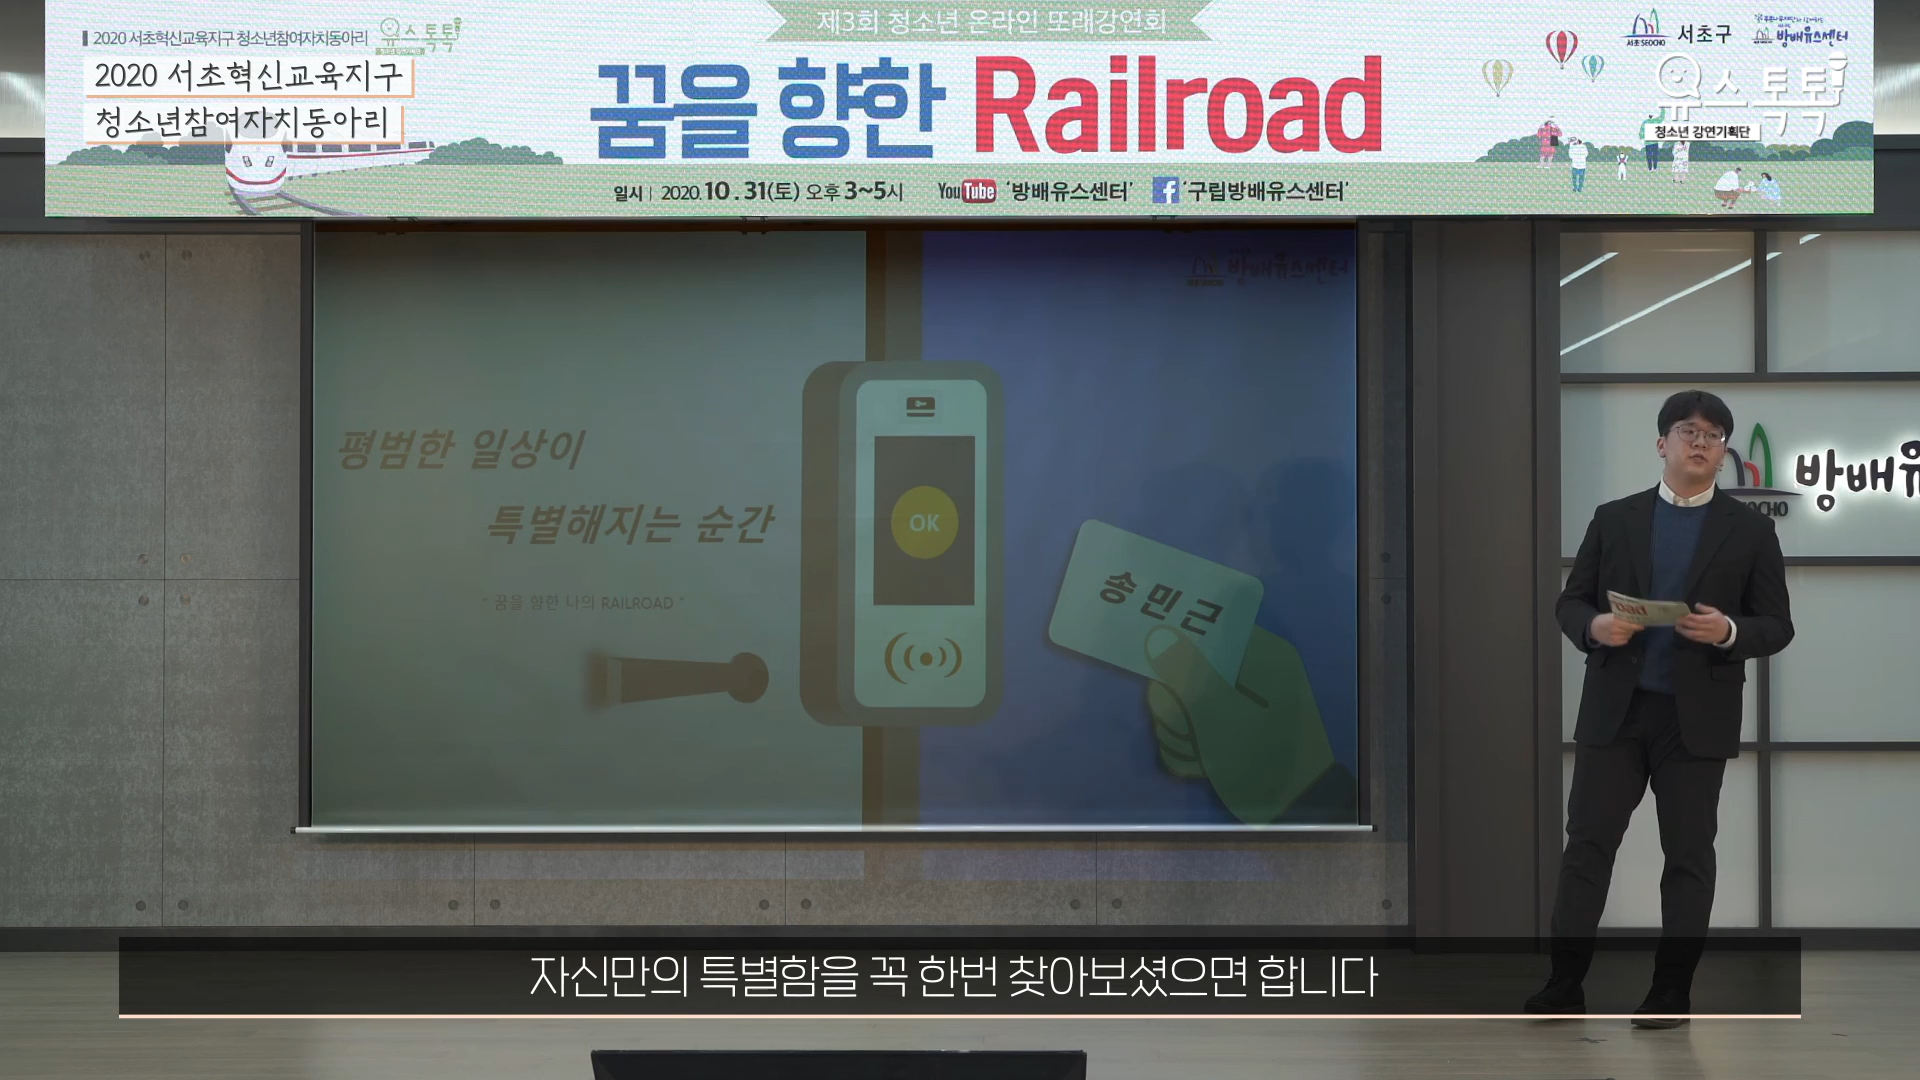 제3회 청소년 온라인 또래강연회
2020 서초혁신교육지구 청소년참여자치동아리 유스톡톡
2020 서초혁신교육지구
청소년참여자치동아리
꿈을 향한 Railroad
일시 | 2020. 10. 31(토) 오후 3~5시 YouTube '방배유스센터' f '구립방배유스센터'
서초 SEOCHO 서초구 방배유스센터
유스톡톡
청소년 강연기획단
방배유스센터
평범한 일상이
특별해지는 순간
" 꿈을 향한 나의 RAILROAD "
OK
송민근
방배유
road
자신만의 특별함을 꼭 한번 찾아보셨으면 합니다